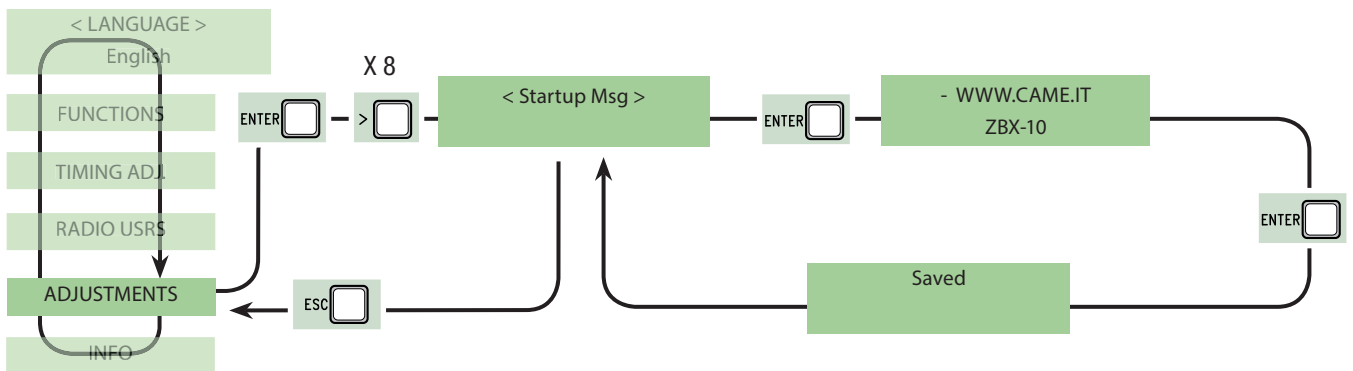 < LANGUAGE >
English
FUNCTIONS
TIMING ADJ.
RADIO USRS
ADJUSTMENTS
INFO
ENTER
X 8
>
< Startup Msg >
ENTER
- WWW.CAME.IT
ZBX-10
ENTER
Saved
ESC